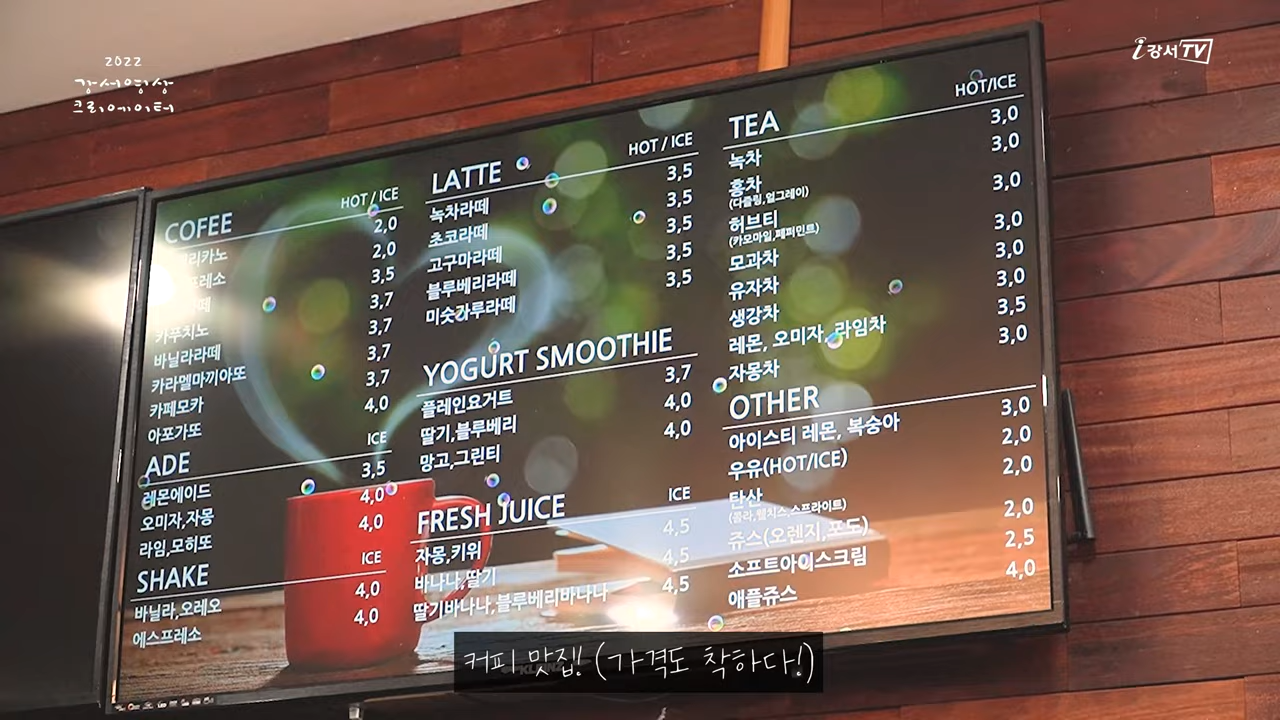 2022
강서영상
크리에이터
i강서TV
COFEE HOT / ICE
2,0
2,0
3,5
카푸치노 3,7
바닐라라떼 3,7
카라멜마끼아또 3,7
카페모카 3,7
아포가또 4,0
ADE ICE
레몬에이드 3,5
오미자,자몽 4,0
라임,모히또 4,0
SHAKE ICE
바닐라,오레오 4,0
에스프레소 4,0
LATTE HOT / ICE
녹차라떼 3,5
초코라떼 3,5
고구마라떼 3,5
블루베리라떼 3,5
미숫가루라떼 3,5
YOGURT SMOOTHIE
플레인요거트 3,7
딸기,블루베리 4,0
망고,그린티 4,0
FRESH JUICE ICE
자몽,키위 4,5
바나나,딸기 4,5
딸기바나나,블루베리바나나 4,5
TEA HOT/ICE
녹차 3,0
홍차 3,0
(다즐링,얼그레이)
허브티 3,0
(카모마일,페퍼민트)
모과차 3,0
유자차 3,0
생강차 3,0
레몬, 오미자, 라임차 3,5
자몽차 3,0
OTHER
아이스티 레몬, 복숭아 3,0
우유(HOT/ICE) 2,0
탄산 2,0
(콜라,웰치스,스프라이트)
쥬스(오렌지,포도) 2,0
소프트아이스크림 2,5
애플쥬스 4,0
커피 맛집! (가격도 착하다!)